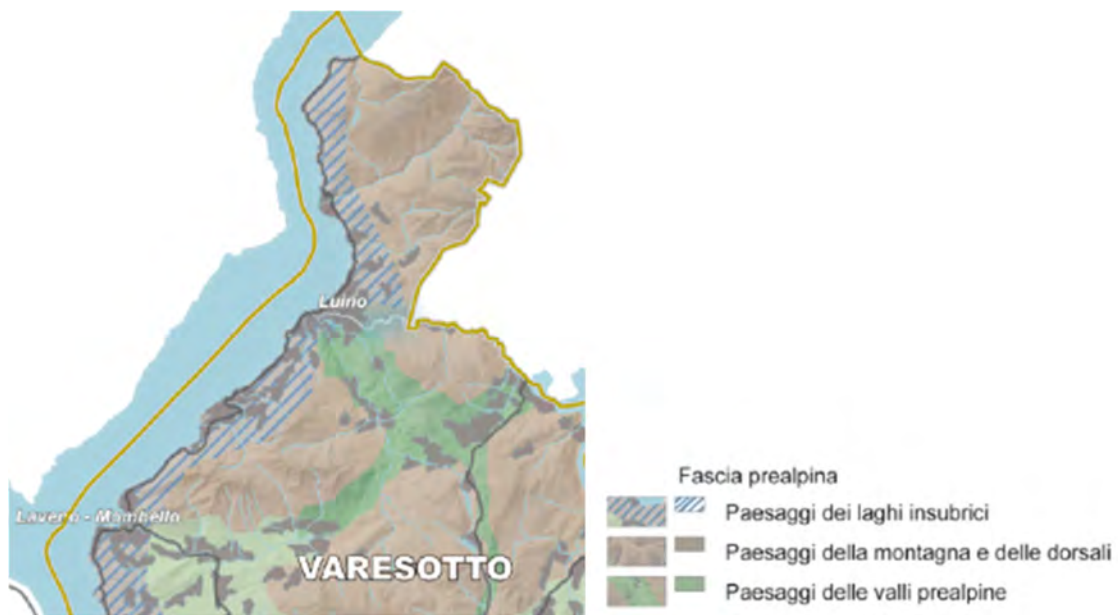 Luino
Laveno - Mombello
VARESOTTO
Fascia prealpina
Paesaggi dei laghi insubrici
Paesaggi della montagna e delle dorsali
Paesaggi delle valli prealpine